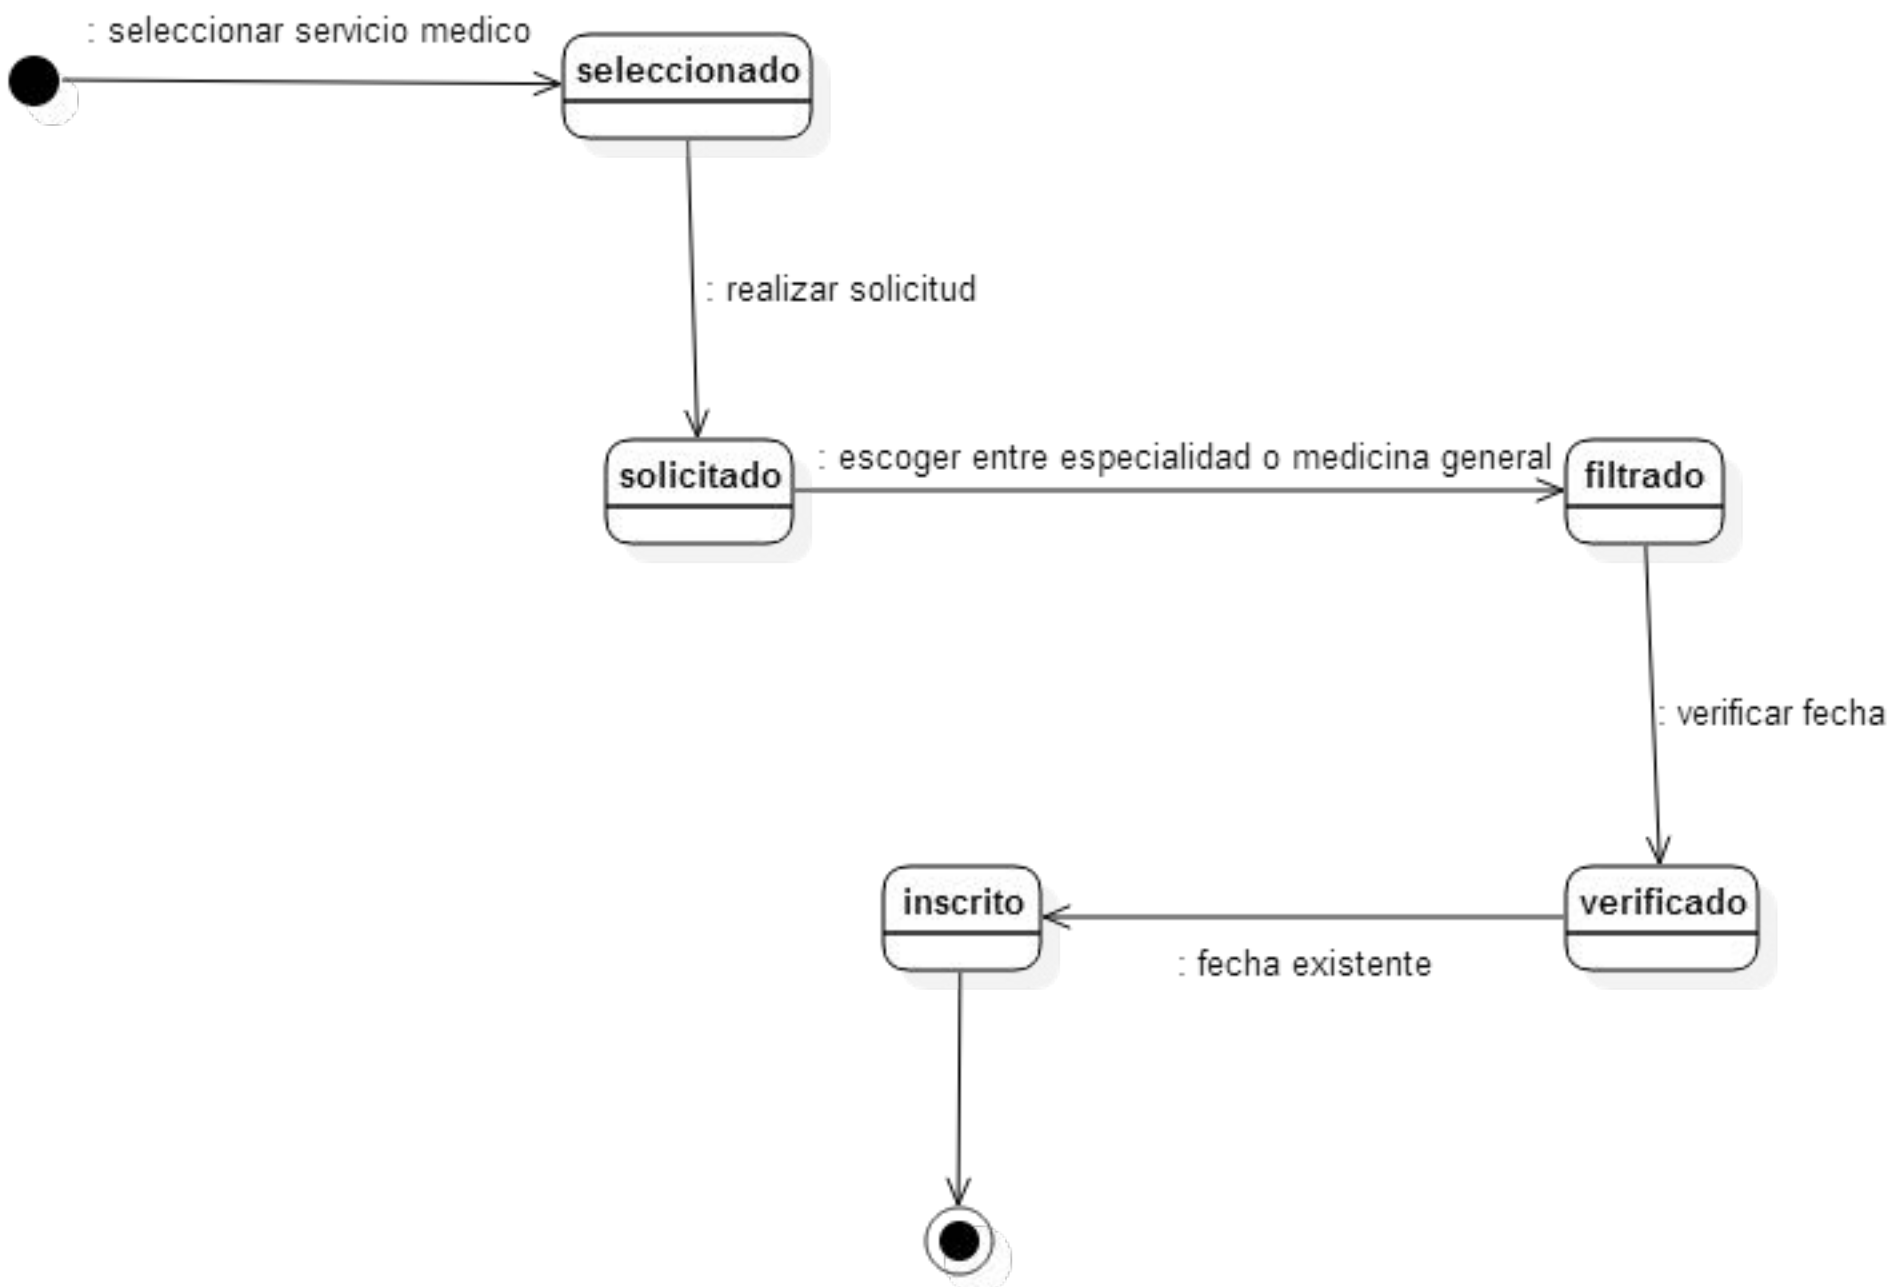 : seleccionar servicio medico
seleccionado
: realizar solicitud
solicitado
: escoger entre especialidad o medicina general
filtrado
: verificar fecha
inscrito
verificado
: fecha existente